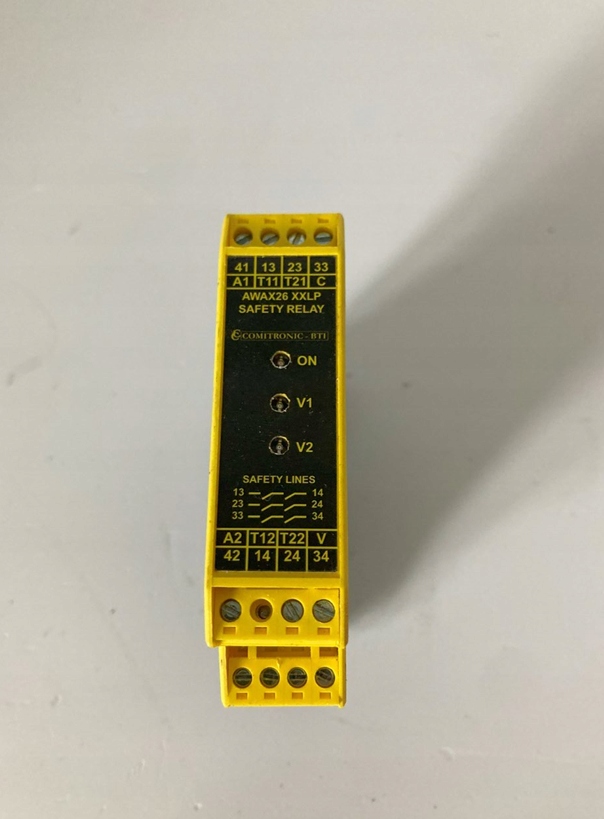 41 13 23 33
A1 T11 T21 C
AWAX26 XXLP
SAFETY RELAY
COMITRONIC - BTI
ON
V1
V2
SAFETY LINES
13 14
23 24
33 34
A2 T12 T22 V
42 14 24 34